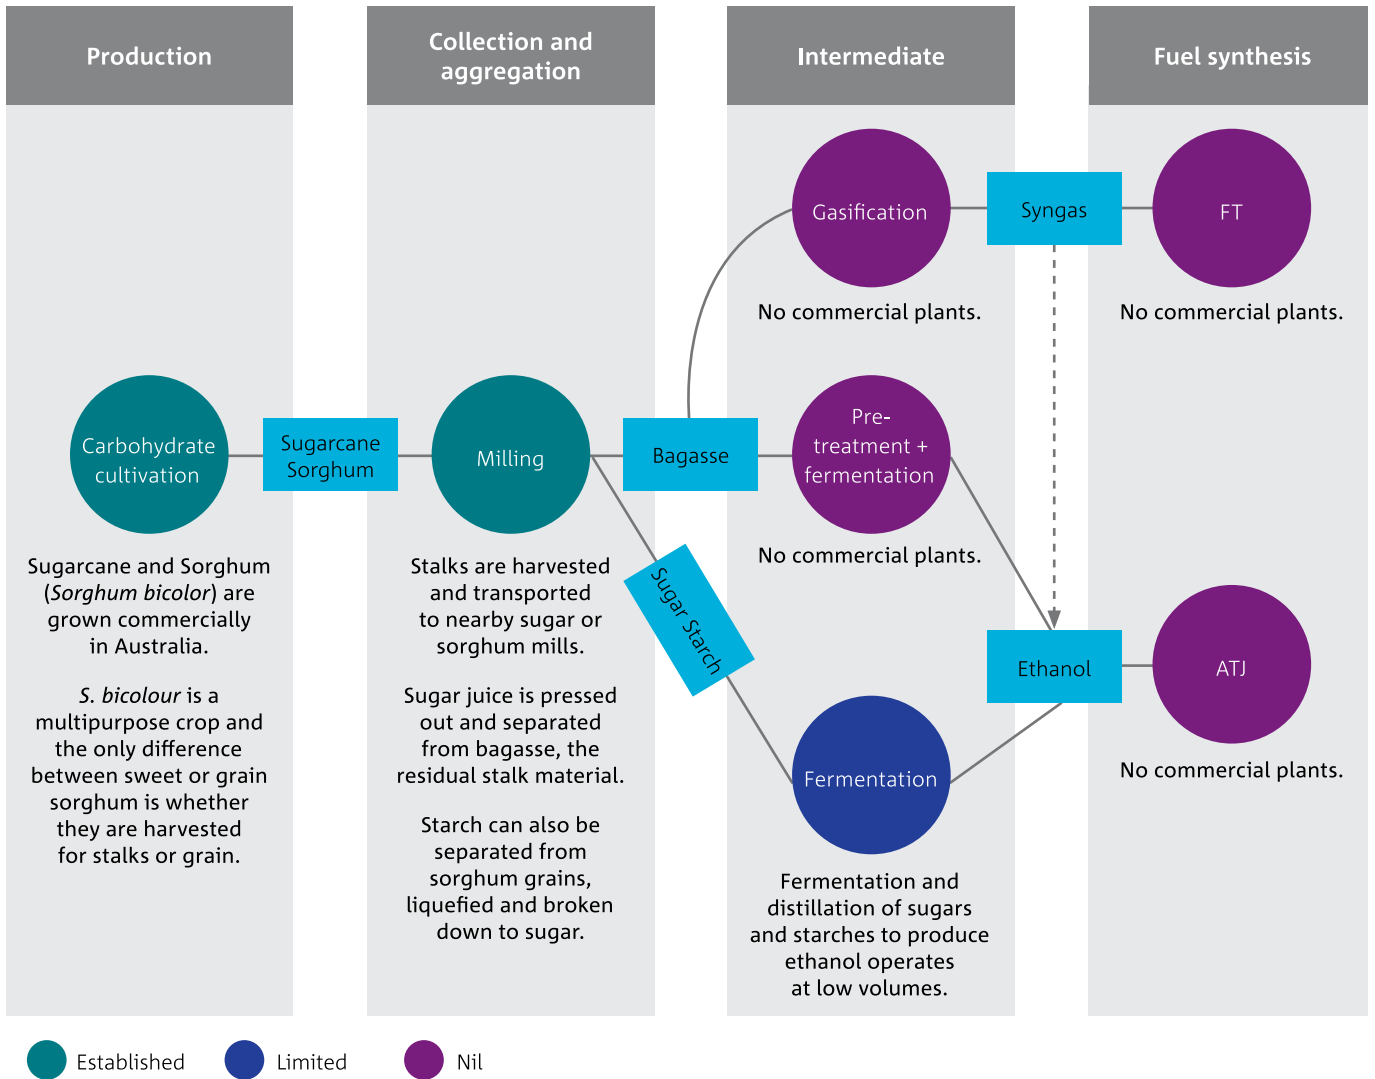 Production
Collection and
aggregation
Intermediate
Fuel synthesis
Carbohydrate
cultivation
Sugarcane
Sorghum
Milling
Bagasse
Sugar Starch
Gasification
No commercial plants.
Syngas
FT
No commercial plants.
Pre-
treatment +
fermentation
No commercial plants.
Fermentation
Ethanol
ATJ
No commercial plants.
Sugarcane and Sorghum
(Sorghum bicolor) are
grown commercially
in Australia.
S. bicolour is a
multipurpose crop and
the only difference
between sweet or grain
sorghum is whether
they are harvested
for stalks or grain.
Stalks are harvested
and transported
to nearby sugar or
sorghum mills.
Sugar juice is pressed
out and separated
from bagasse, the
residual stalk material.
Starch can also be
separated from
sorghum grains,
liquefied and broken
down to sugar.
Fermentation and
distillation of sugars
and starches to produce
ethanol operates
at low volumes.
Established
Limited
Nil